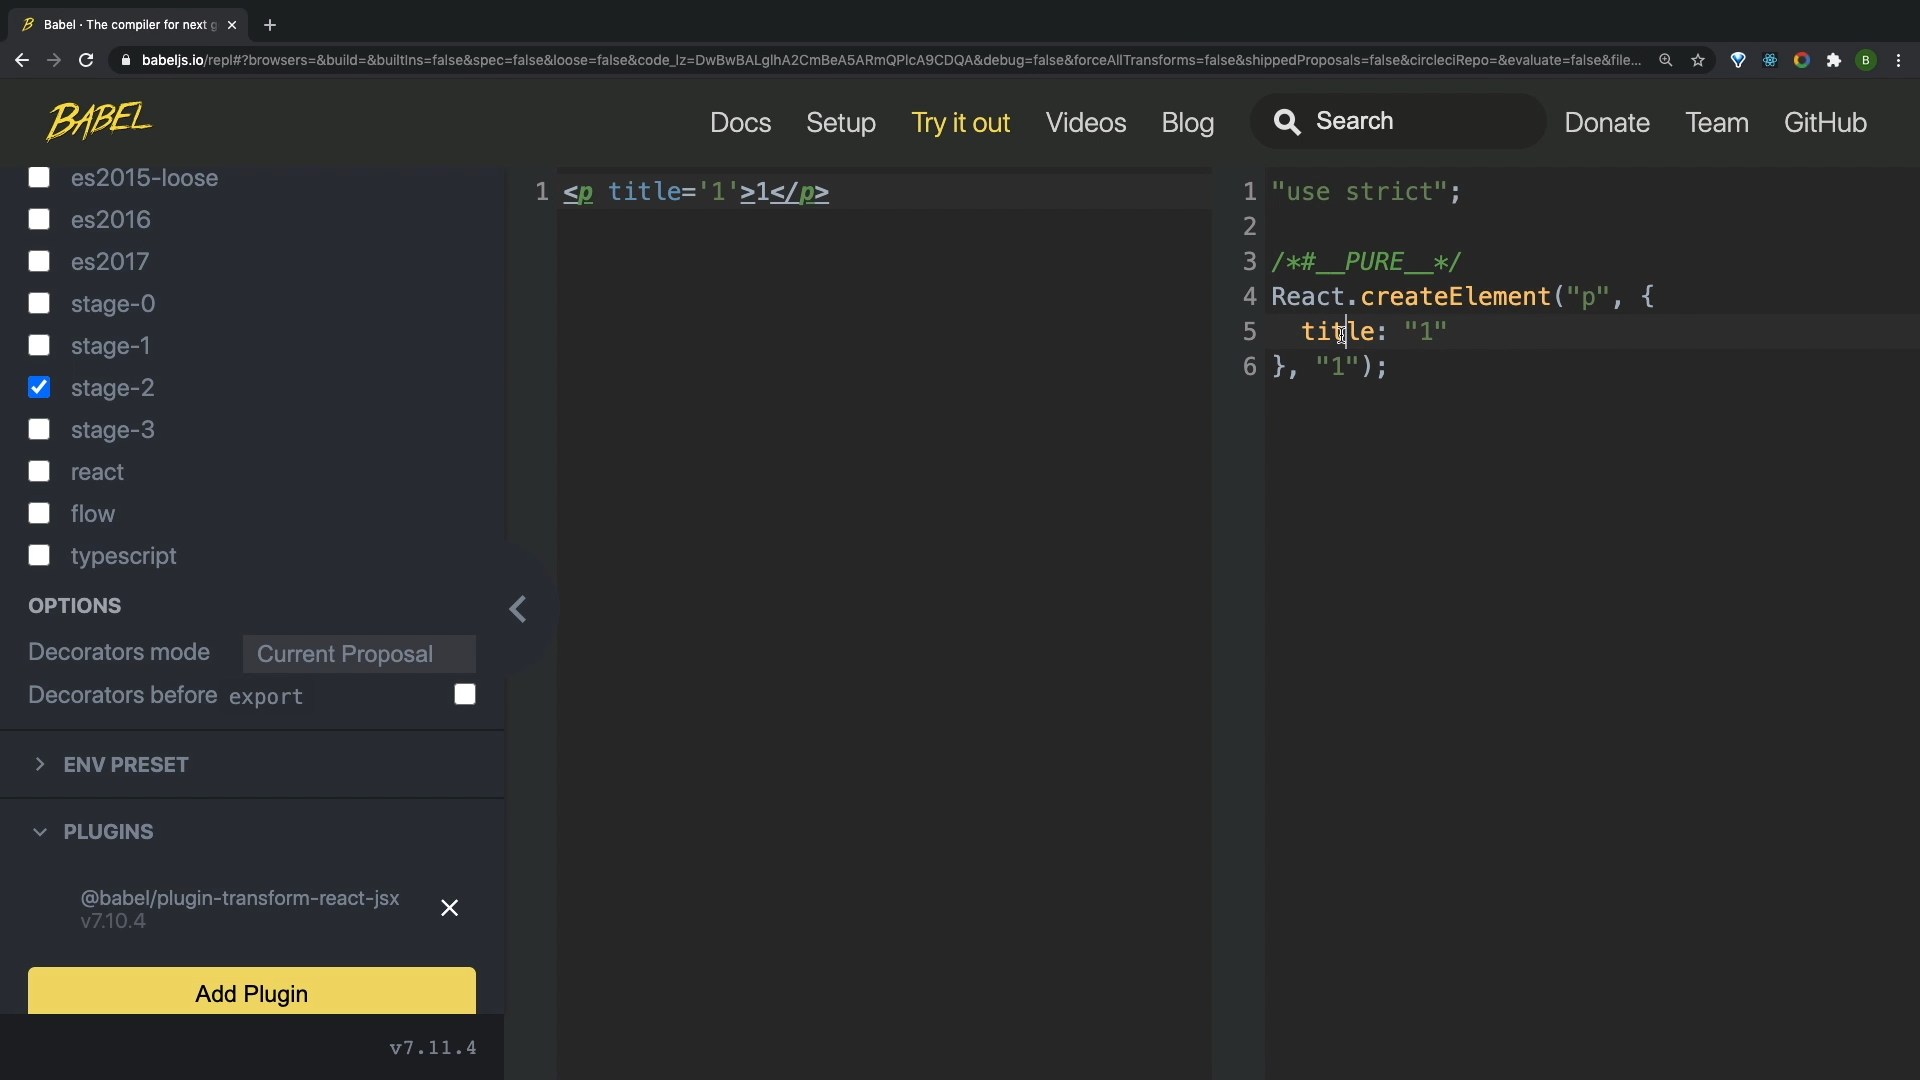 Babel · The compiler for next g
babeljs.io/repl#?browsers=&build=&builtIns=false&spec=false&loose=false&code_lz=DwBwBALglhA2CmBeA5ARmQPlcA9CDQA&debug=false&forceAllTransforms=false&shippedProposals=false&circleciRepo=&evaluate=false&file...
B
BABEL
Docs Setup Try it out Videos Blog Search Donate Team GitHub
es2015-loose
es2016
es2017
stage-0
stage-1
stage-2
stage-3
react
flow
typescript
OPTIONS
Decorators mode Current Proposal
Decorators before export
ENV PRESET
PLUGINS
@babel/plugin-transform-react-jsx
v7.10.4
Add Plugin
v7.11.4
1 <p title='1'>1</p>
1 "use strict";
2
3 /*#__PURE__*/
4 React.createElement("p", {
5 title: "1"
6 }, "1");